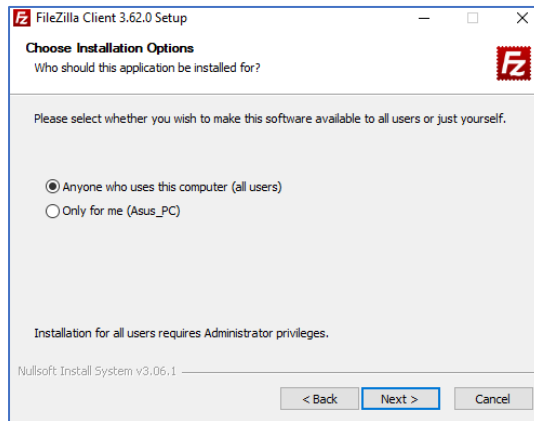 FileZilla Client 3.62.0 Setup
Choose Installation Options
Who should this application be installed for?
Fz
Please select whether you wish to make this software available to all users or just yourself.
Anyone who uses this computer (all users)
Only for me (Asus_PC)
Installation for all users requires Administrator privileges.
Nullsoft Install System v3.06.1
< Back
Next >
Cancel